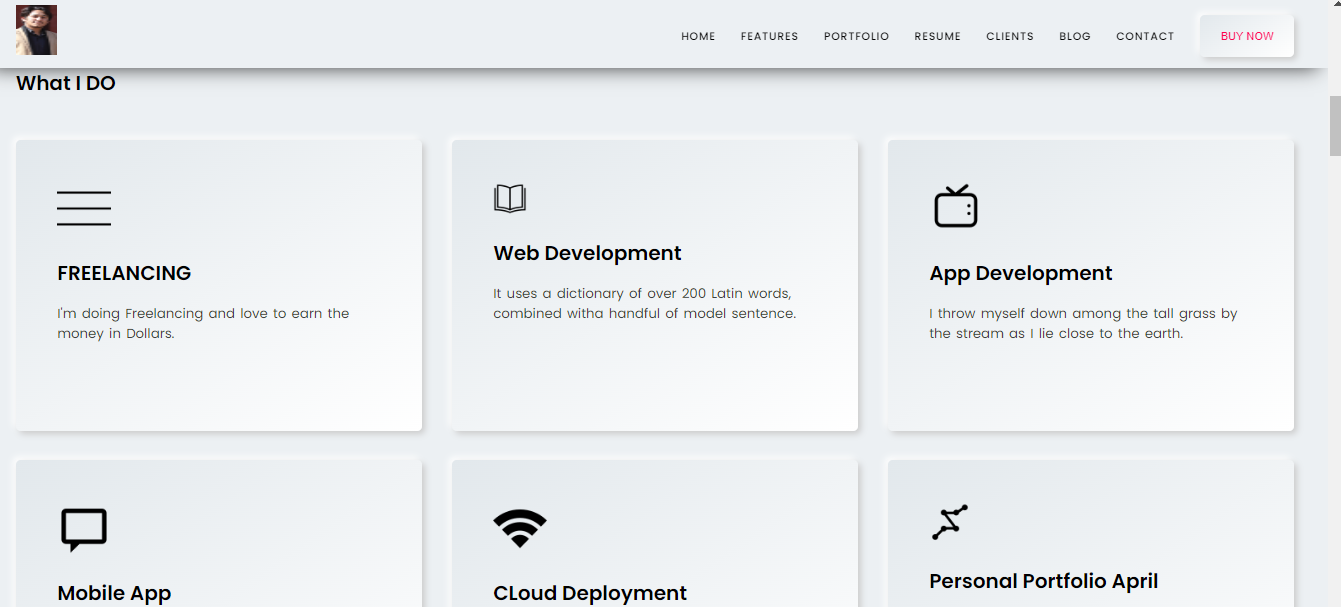 HOME FEATURES PORTFOLIO RESUME CLIENTS BLOG CONTACT BUY NOW
What I DO
FREELANCING
I'm doing Freelancing and love to earn the
money in Dollars.
Web Development
It uses a dictionary of over 200 Latin words,
combined witha handful of model sentence.
App Development
I throw myself down among the tall grass by
the stream as I lie close to the earth.
Mobile App
CLoud Deployment
Personal Portfolio April